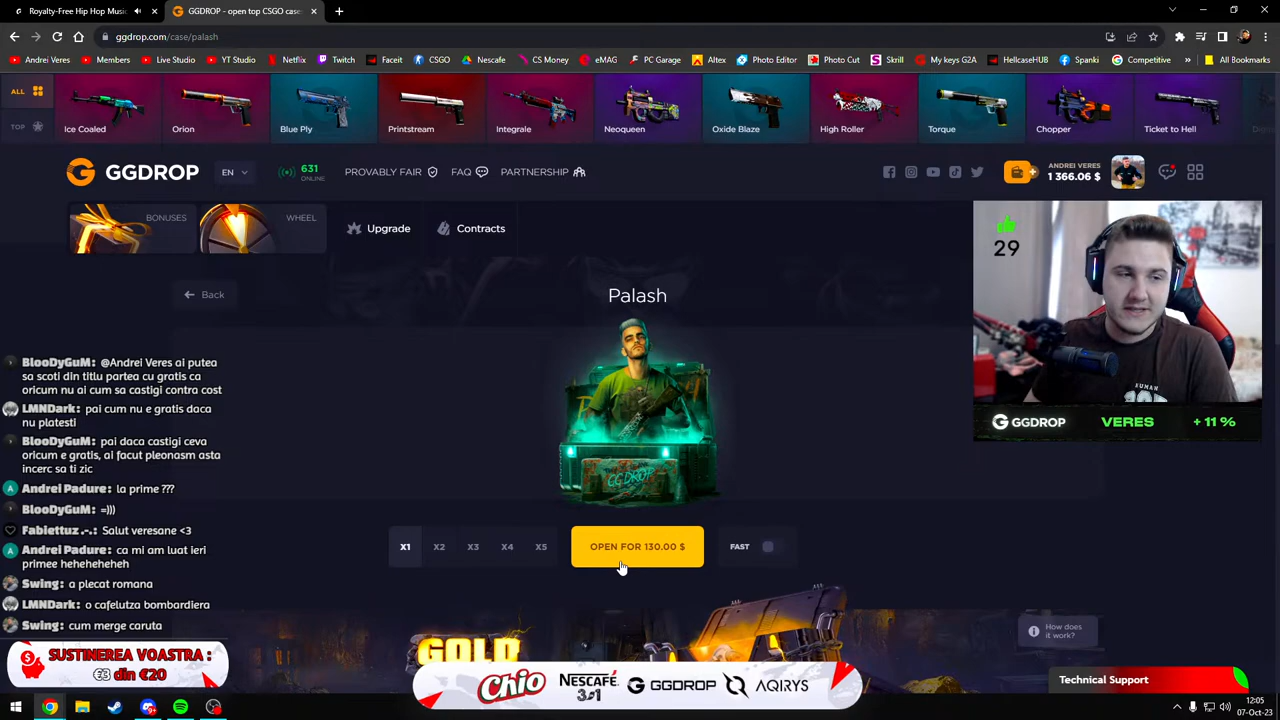 Royalty-Free Hip Hop Music
GGDROP - open top CSGO case
ggdrop.com/case/palash
Andrei Veres
Members
Live Studio
YT Studio
Netflix
Twitch
Faceit
CSGO
Nescafe
CS Money
eMAG
PC Garage
Altex
Photo Editor
Photo Cut
Skrill
My keys G2A
HellcaseHUB
Spanki
Competitive
All Bookmarks
ALL
TOP
Ice Coaled
Orion
Blue Ply
Printstream
Integrale
Neoqueen
Oxide Blaze
High Roller
Torque
Chopper
Ticket to Hell
GGDROP
EN
631
ONLINE
PROVABLY FAIR
FAQ
PARTNERSHIP
ANDREI VERES
1 366.06 $
BONUSES
WHEEL
Upgrade
Contracts
29
Back
Palash
BlooDyGuM: @Andrei Veres ai putea
sa scoti din titlu partea cu gratis ca
oricum nu ai cum sa castigi contra cost
LMNDark: pai cum nu e gratis daca
nu platesti
BlooDyGuM: pai daca castigi ceva
oricum e gratis, ai facut pleonasm asta
incerc sa ti zic
A Andrei Padure: la prime ???
BlooDyGuM: =)))
Fabiettuz .-.: Salut veresane <3
A Andrei Padure: ca mi am luat ieri
primee heheheheheh
Swing: a plecat romana
LMNDark: o cafelutza bombardiera
Swing: cum merge caruta
GGDROP
VERES
+ 11 %
HUMAN
GGDROP
X1
X2
X3
X4
X5
OPEN FOR 130.00 $
FAST
GOLD
How does
it work?
SUSTINEREA VOASTRA :
€3 din €20
Chio
NESCAFÉ
3in1
GGDROP
AQIRYS
Technical Support
12:05
07-Oct-23